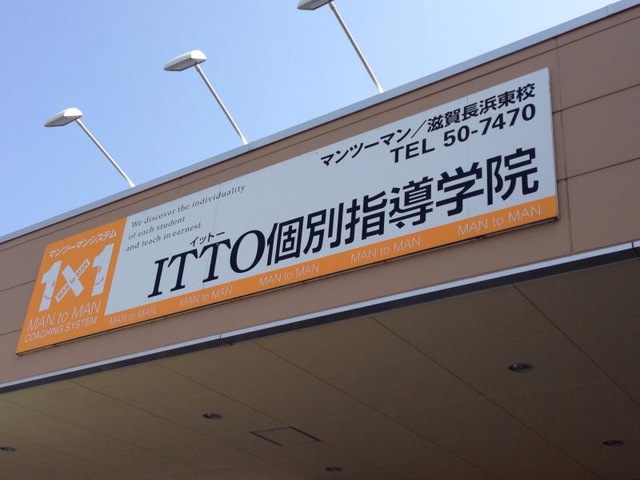 マンツーマンシステム
1×1
MAN to MAN
MAN to MAN
COACHING SYSTEM
We discover the individuality
of each student
and teach in earnest.
マンツーマン／滋賀長浜東校
TEL 50-7470
イットー
ITTO個別指導学院
MAN to MAN MAN to MAN MAN to MAN MAN to MAN MAN to MAN